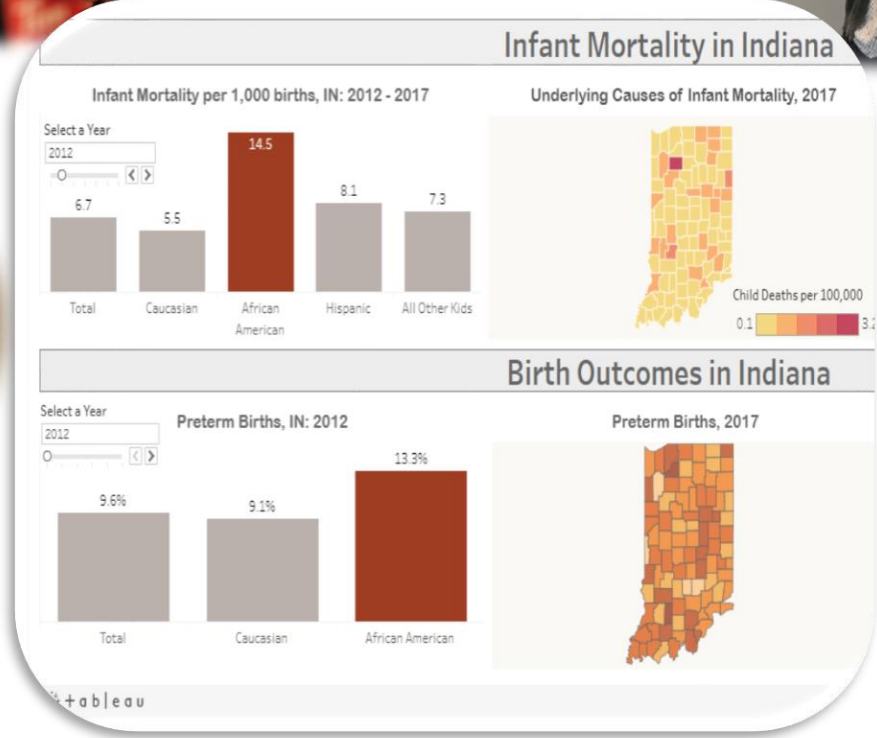 Infant Mortality in Indiana
Infant Mortality per 1,000 births, IN: 2012 - 2017
Select a Year
2012
6.7
5.5
14.5
8.1
7.3
Total
Caucasian
African
American
Hispanic
All Other Kids
Underlying Causes of Infant Mortality, 2017
Child Deaths per 100,000
0.1
Birth Outcomes in Indiana
Select a Year
2012
Preterm Births, IN: 2012
9.6%
9.1%
13.3%
Total
Caucasian
African American
Preterm Births, 2017
+ a b | e a u